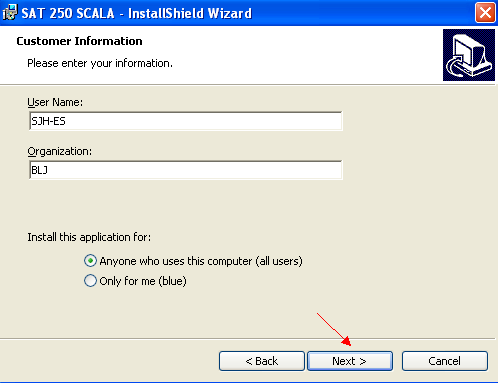 SAT 250 SCALA - InstallShield Wizard
Customer Information
Please enter your information.
User Name:
SJH-ES
Organization:
BLJ
Install this application for:
Anyone who uses this computer (all users)
Only for me (blue)
< Back Next > Cancel